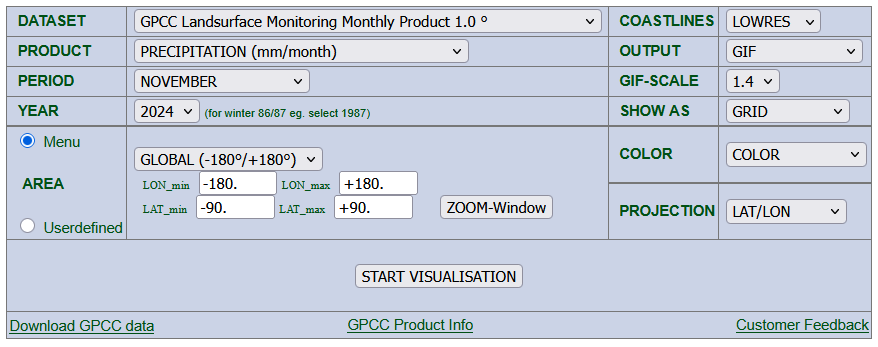 DATASET GPCC Landsurface Monitoring Monthly Product 1.0 º COASTLINES LOWRES
PRODUCT PRECIPITATION (mm/month) OUTPUT GIF
PERIOD NOVEMBER GIF-SCALE 1.4
YEAR 2024 (for winter 86/87 eg. select 1987) SHOW AS GRID
Menu
GLOBAL (-180º/+180º) COLOR COLOR
AREA LON_min -180. LON_max +180.
LAT_min -90. LAT_max +90. ZOOM-Window PROJECTION LAT/LON
Userdefined
START VISUALISATION
Download GPCC data GPCC Product Info Customer Feedback